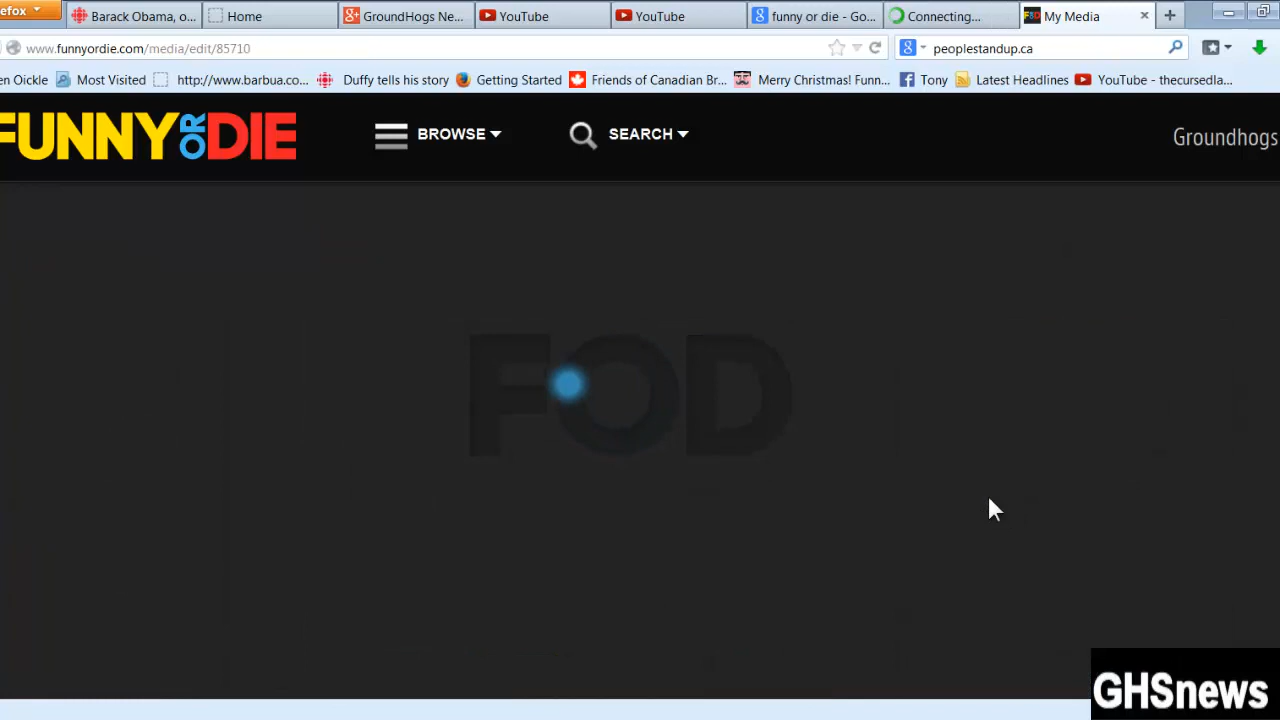 efox
Barack Obama, o...
Home
GroundHogs Ne...
YouTube
YouTube
funny or die - Go...
Connecting...
My Media
www.funnyordie.com/media/edit/85710
peoplestandup.ca
en Oickle
Most Visited
http://www.barbua.co...
Duffy tells his story
Getting Started
Friends of Canadian Br...
Merry Christmas! Funn...
Tony
Latest Headlines
YouTube - thecursedla...
FUNNY OR DIE
BROWSE
SEARCH
Groundhogs
FOD
GHSnews